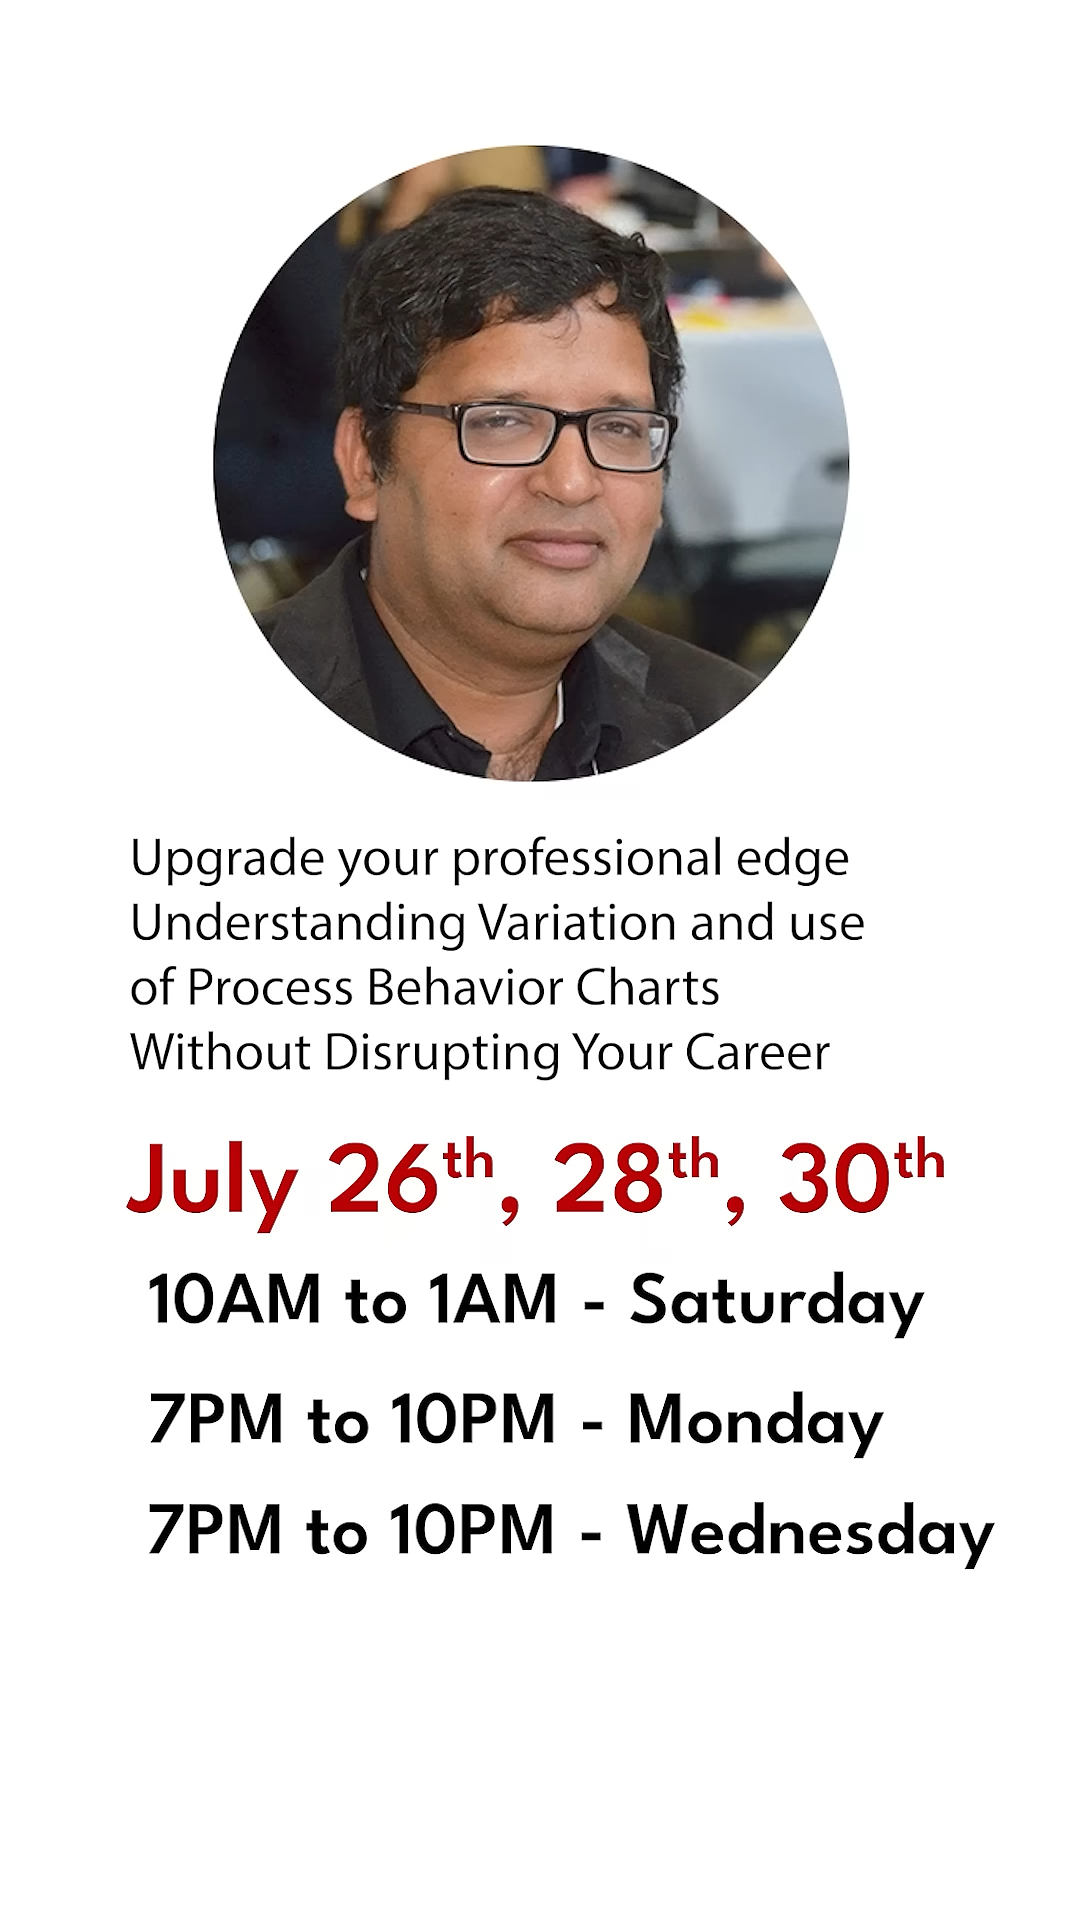 Upgrade your professional edge
Understanding Variation and use
of Process Behavior Charts
Without Disrupting Your Career
July 26th, 28th, 30th
10AM to 1AM - Saturday
7PM to 10PM - Monday
7PM to 10PM - Wednesday